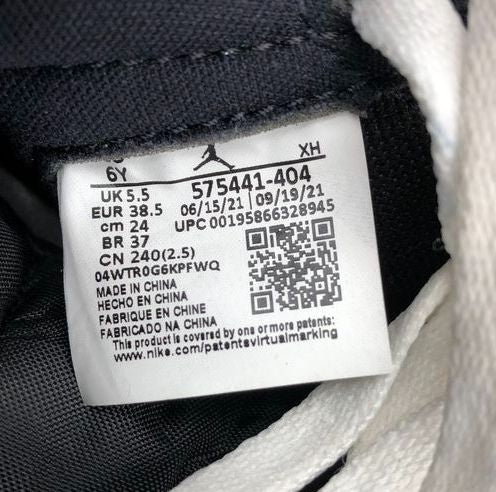 6Y XH
UK 5.5 575441-404
EUR 38.5 06/15/21 | 09/19/21
cm 24 UPC 00195866328945
BR 37
CN 240(2.5)
04WTR0G6KPFWQ
MADE IN CHINA
HECHO EN CHINA
FABRIQUE EN CHINE
FABRICADO NA CHINA
This product is covered by one or more patents:
www.nike.com/patentsvirtualmarking